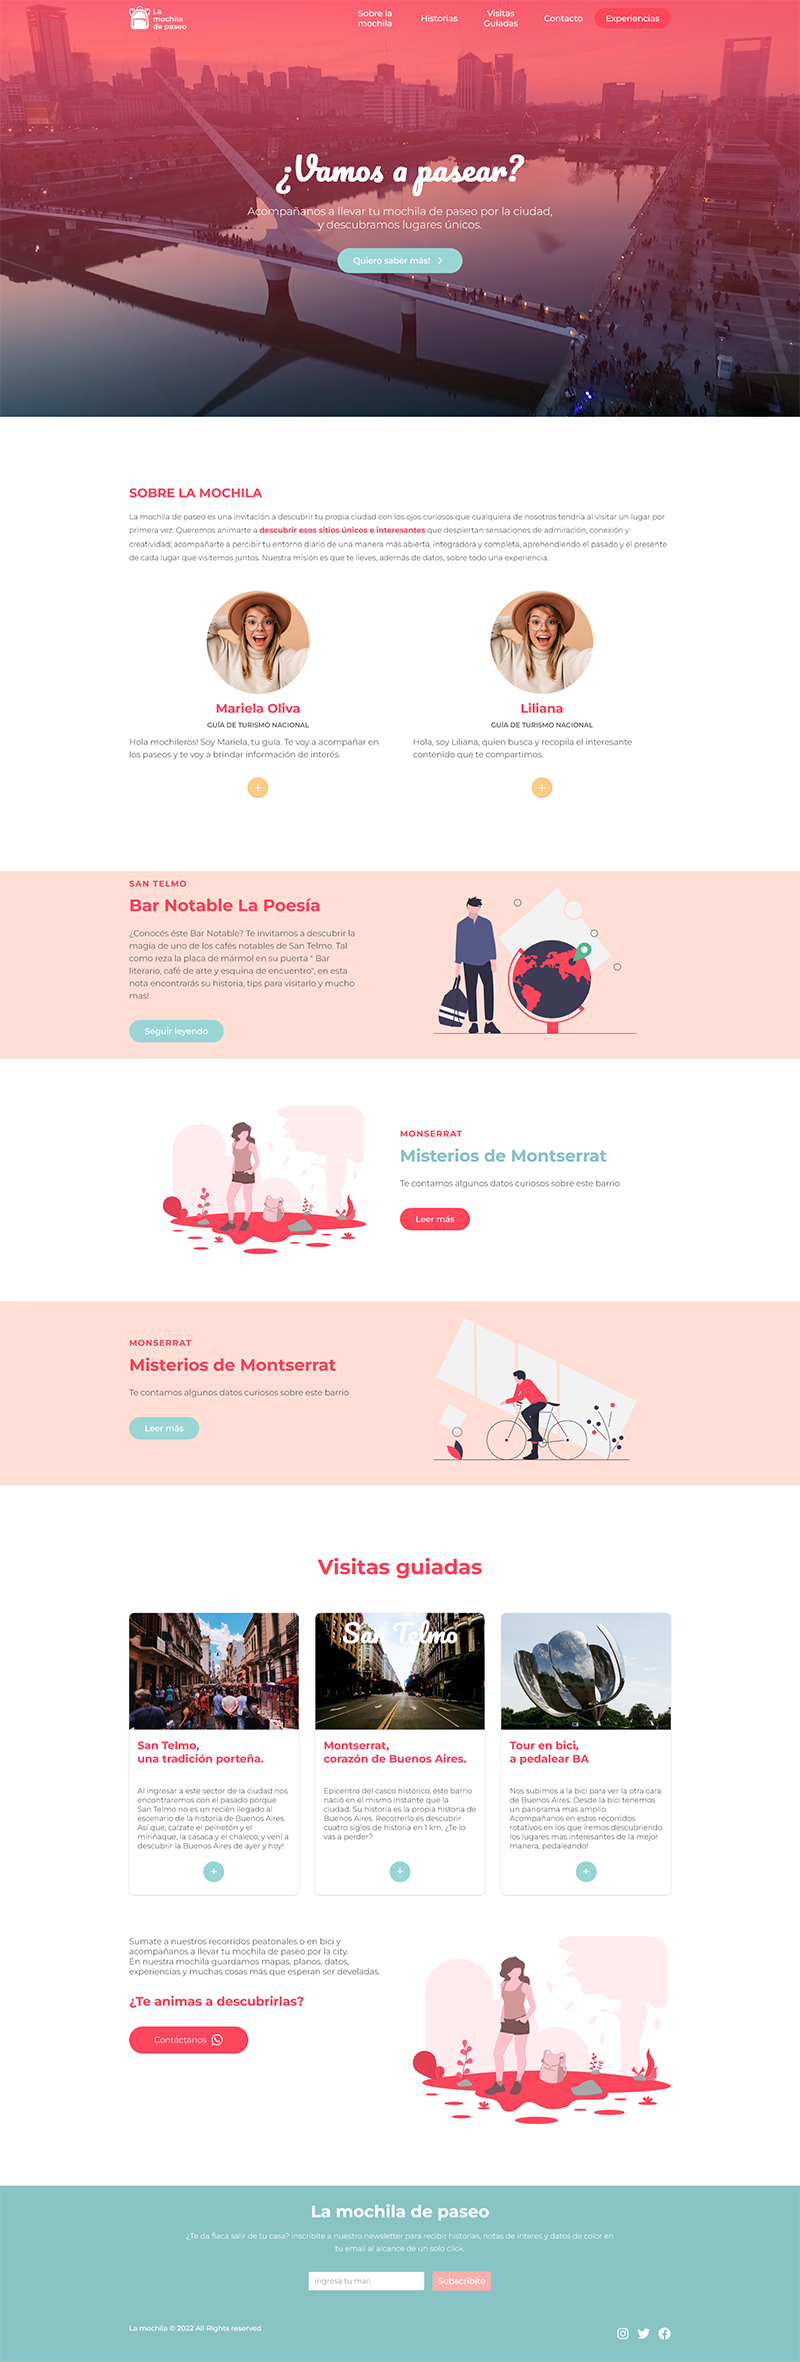 La
mochila
de paseo
Sobre la
mochila
Historias
Visitas
Guiadas
Contacto
Experiencias
¿Vamos a pasear?
Acompañanos a llevar tu mochila de paseo por la ciudad,
y descubramos lugares únicos.
Quiero saber más!
SOBRE LA MOCHILA
La mochila de paseo es una invitación a descubrir tu propia ciudad con los ojos curiosos que cualquiera de nosotros tendría al visitar un lugar por
primera vez. Queremos animarte a descubrir esos sitios únicos e interesantes que despiertan sensaciones de admiración, conexión y
creatividad; acompañarte a percibir tu entorno diario de una manera más abierta, integradora y completa, aprehendiendo el pasado y el presente
de cada lugar que visitemos juntos. Nuestra misión es que te lleves, además de datos, sobre todo una experiencia.
Mariela Oliva
GUÍA DE TURISMO NACIONAL
Hola mochileros! Soy Mariela, tu guía. Te voy a acompañar en
los paseos y te voy a brindar información de interés.
+
Liliana
GUÍA DE TURISMO NACIONAL
Hola, soy Liliana, quien busca y recopila el interesante
contenido que te compartimos.
+
SAN TELMO
Bar Notable La Poesía
¿Conocés éste Bar Notable? Te invitamos a descubrir la
magia de uno de los cafés notables de San Telmo. Tal
como reza la placa de mármol en su puerta " Bar
literario, café de arte y esquina de encuentro", en esta
nota encontrarás su historia, tips para visitarlo y mucho
mas!
Seguir leyendo
MONSERRAT
Misterios de Montserrat
Te contamos algunos datos curiosos sobre este barrio
Leer más
MONSERRAT
Misterios de Montserrat
Te contamos algunos datos curiosos sobre este barrio
Leer más
Visitas guiadas
San Telmo,
una tradición porteña.
Al ingresar a este sector de la ciudad nos
encontraremos con el pasado porque
San Telmo no es un recién llegado al
escenario de la historia de Buenos Aires.
Así que, calzate el peinetón y el
miriñaque, la casaca y el chaleco, y vení a
descubrir la Buenos Aires de ayer y hoy!
+
San Telmo
Montserrat,
corazón de Buenos Aires.
Epicentro del casco histórico, éste barrio
nació en el mismo instante que la
ciudad. Su historia es la propia historia de
Buenos Aires. Recorrerlo es descubrir
cuatro siglos de historia en 1 km. ¿Te lo
vas a perder?
+
Tour en bici,
a pedalear BA
Nos subimos a la bici para ver la otra cara
de Buenos Aires. Desde la bici tenemos
un panorama mas amplio.
Acompañanos en estos recorridos
rotativos en los que iremos descubriendo
los lugares mas interesantes de la mejor
manera, pedaleando!
+
Sumate a nuestros recorridos peatonales o en bici y
acompañanos a llevar tu mochila de paseo por la city.
En nuestra mochila guardamos mapas, planos, datos,
experiencias y muchas cosas más que esperan ser develadas.
¿Te animas a descubrirlas?
Contáctanos
La mochila de paseo
¿Te da fiaca salir de tu casa? Inscribite a nuestro newsletter para recibir historias, notas de interes y datos de color en
tu email al alcance de un solo click.
Ingresa tu mail
Subscribite
La mochila © 2022 All Rights reserved